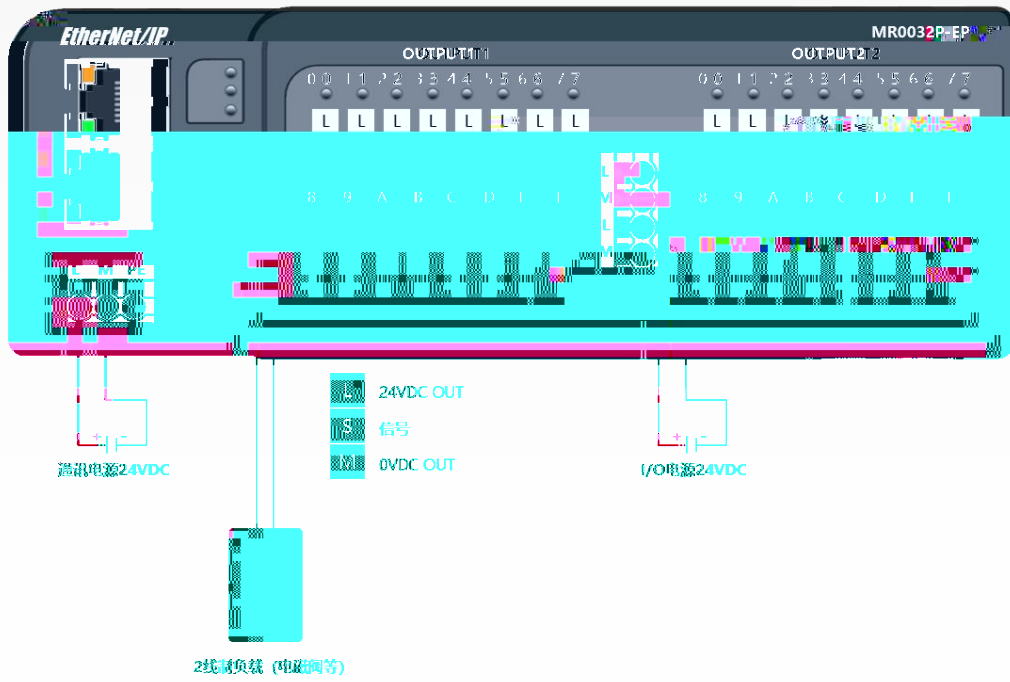 EtherNet/IP
MR0032P-EP
OUTPUT1
OUTPUT2
0 1 2 3 4 5 6 7
0 1 2 3 4 5 6 7
L L L L L L L L
L L L
8 9 A B C D
8 9 A B C D
L
M
L
M
L M PE
L 24VDC OUT
S 信号
M 0VDC OUT
通讯电源24VDC
I/O电源24VDC
+ -
+ -
2线制负载 (电磁阀等)